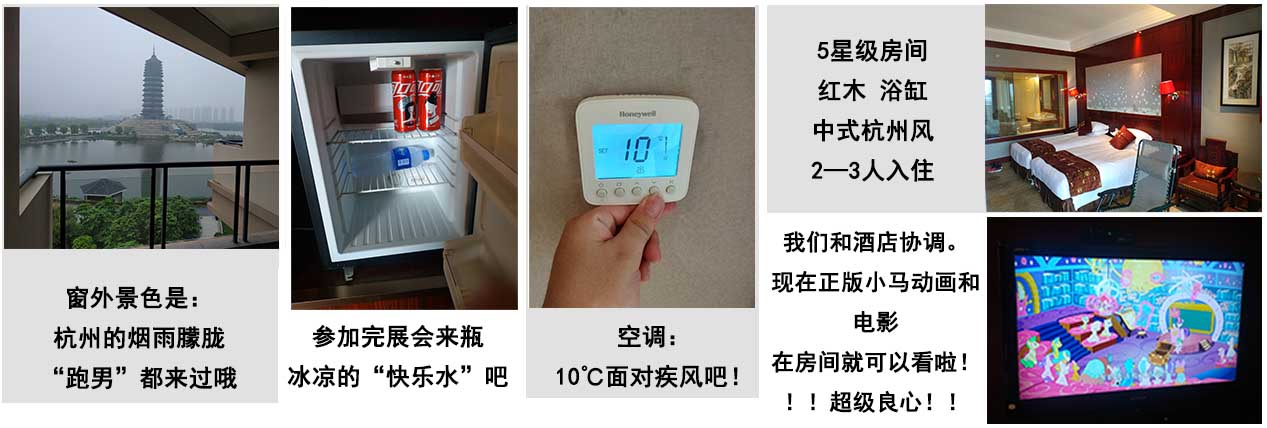 窗外景色是：
杭州的烟雨朦胧
“跑男”都来过哦
参加完展会来瓶
冰凉的“快乐水”吧
Honeywell
SET
10
空调：
10℃面对疾风吧！
5星级房间
红木 浴缸
中式杭州风
2—3人入住
我们和酒店协调。
现在正版小马动画和
电影
在房间就可以看啦！
！！超级良心！！